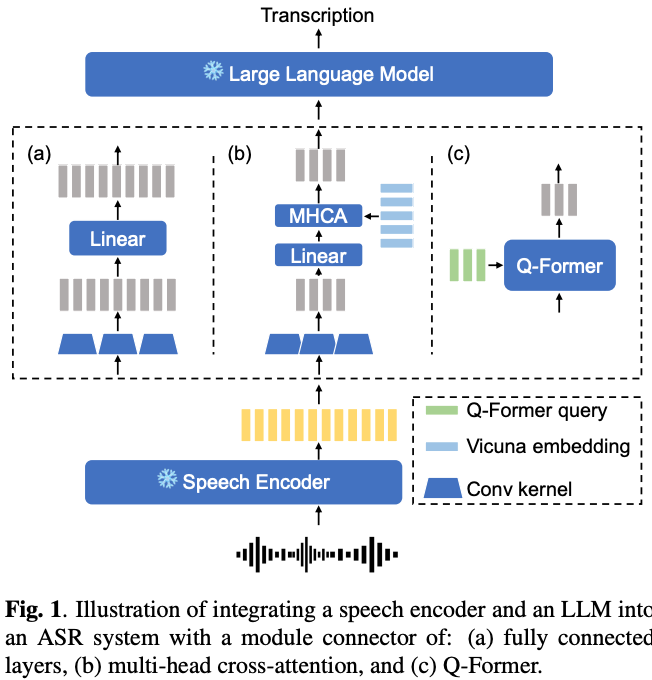 Transcription
Large Language Model
(a)
(b)
(c)
MHCA
Linear
Linear
Q-Former
Q-Former query
Vicuna embedding
Conv kernel
Speech Encoder
Fig. 1. Illustration of integrating a speech encoder and an LLM into
an ASR system with a module connector of: (a) fully connected
layers, (b) multi-head cross-attention, and (c) Q-Former.